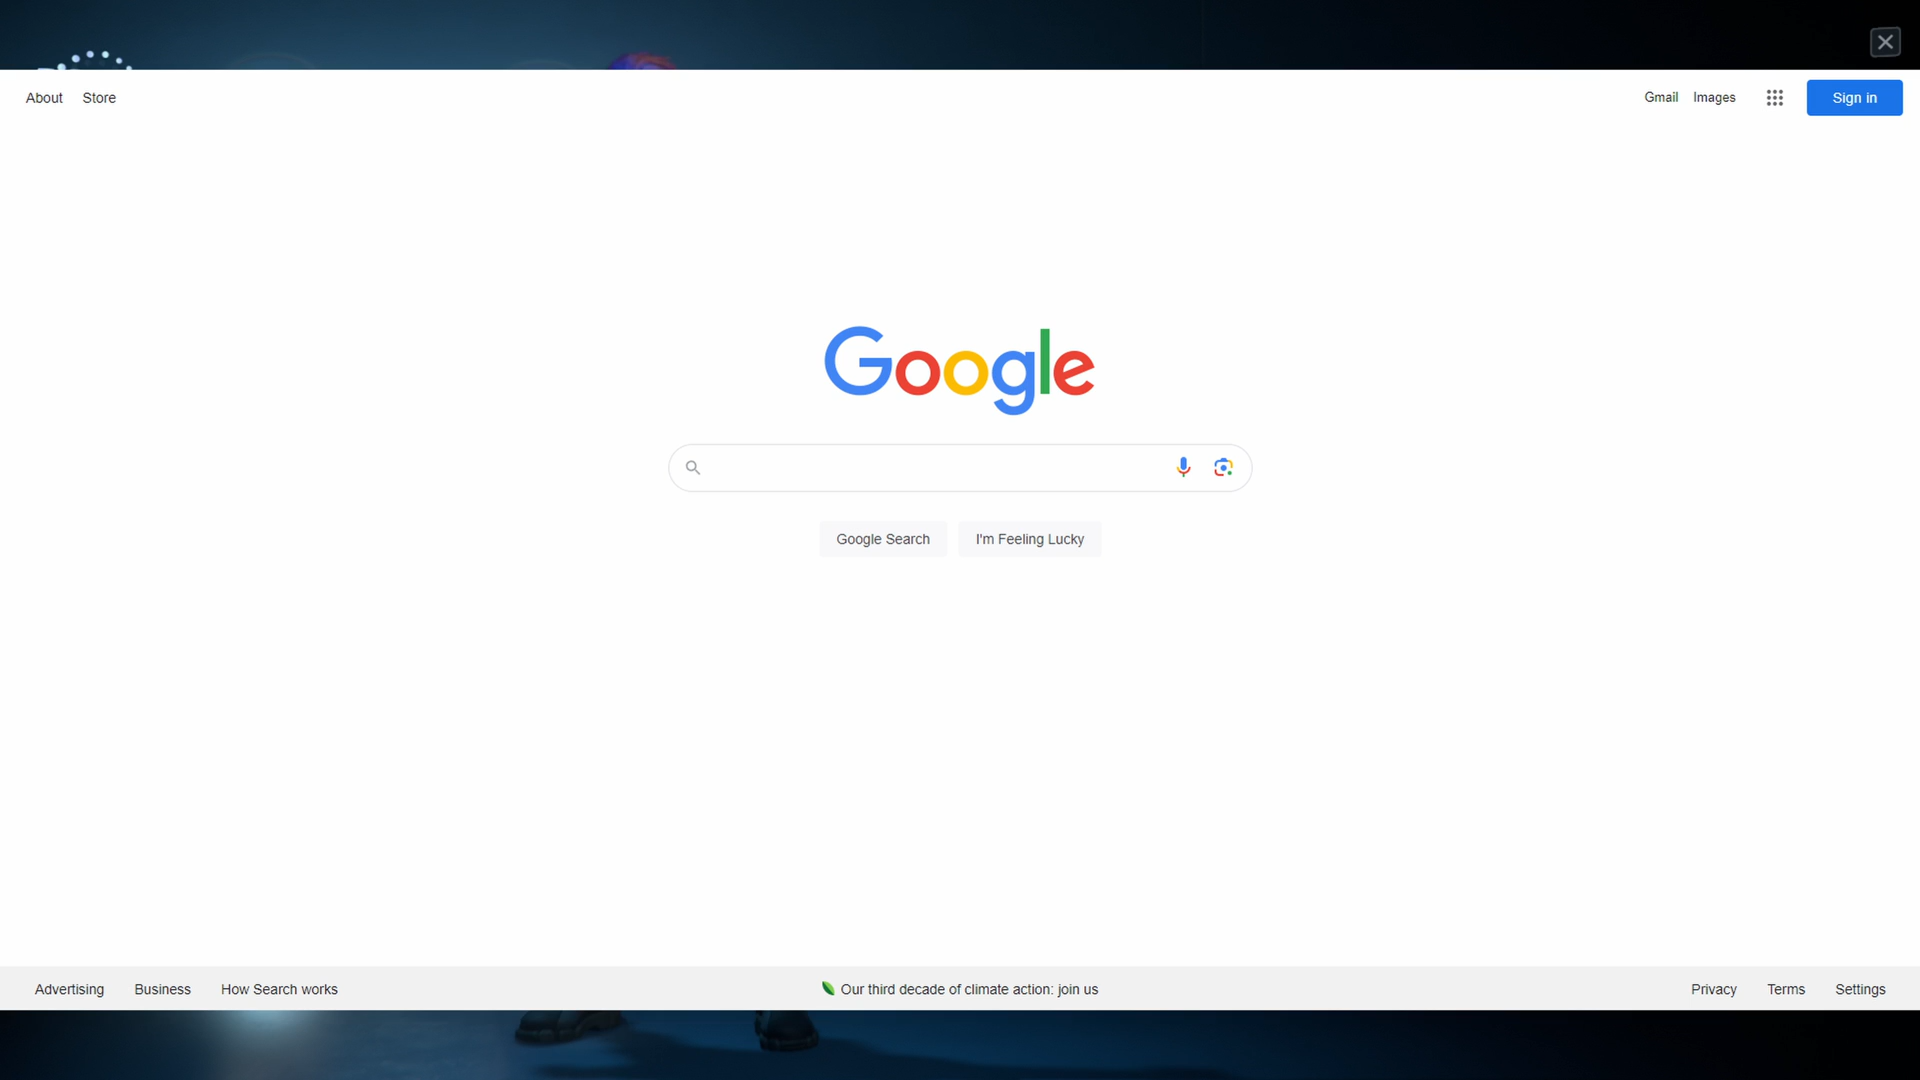 About Store Gmail Images Sign in
Google
Google Search I'm Feeling Lucky
Advertising Business How Search works Our third decade of climate action: join us Privacy Terms Settings